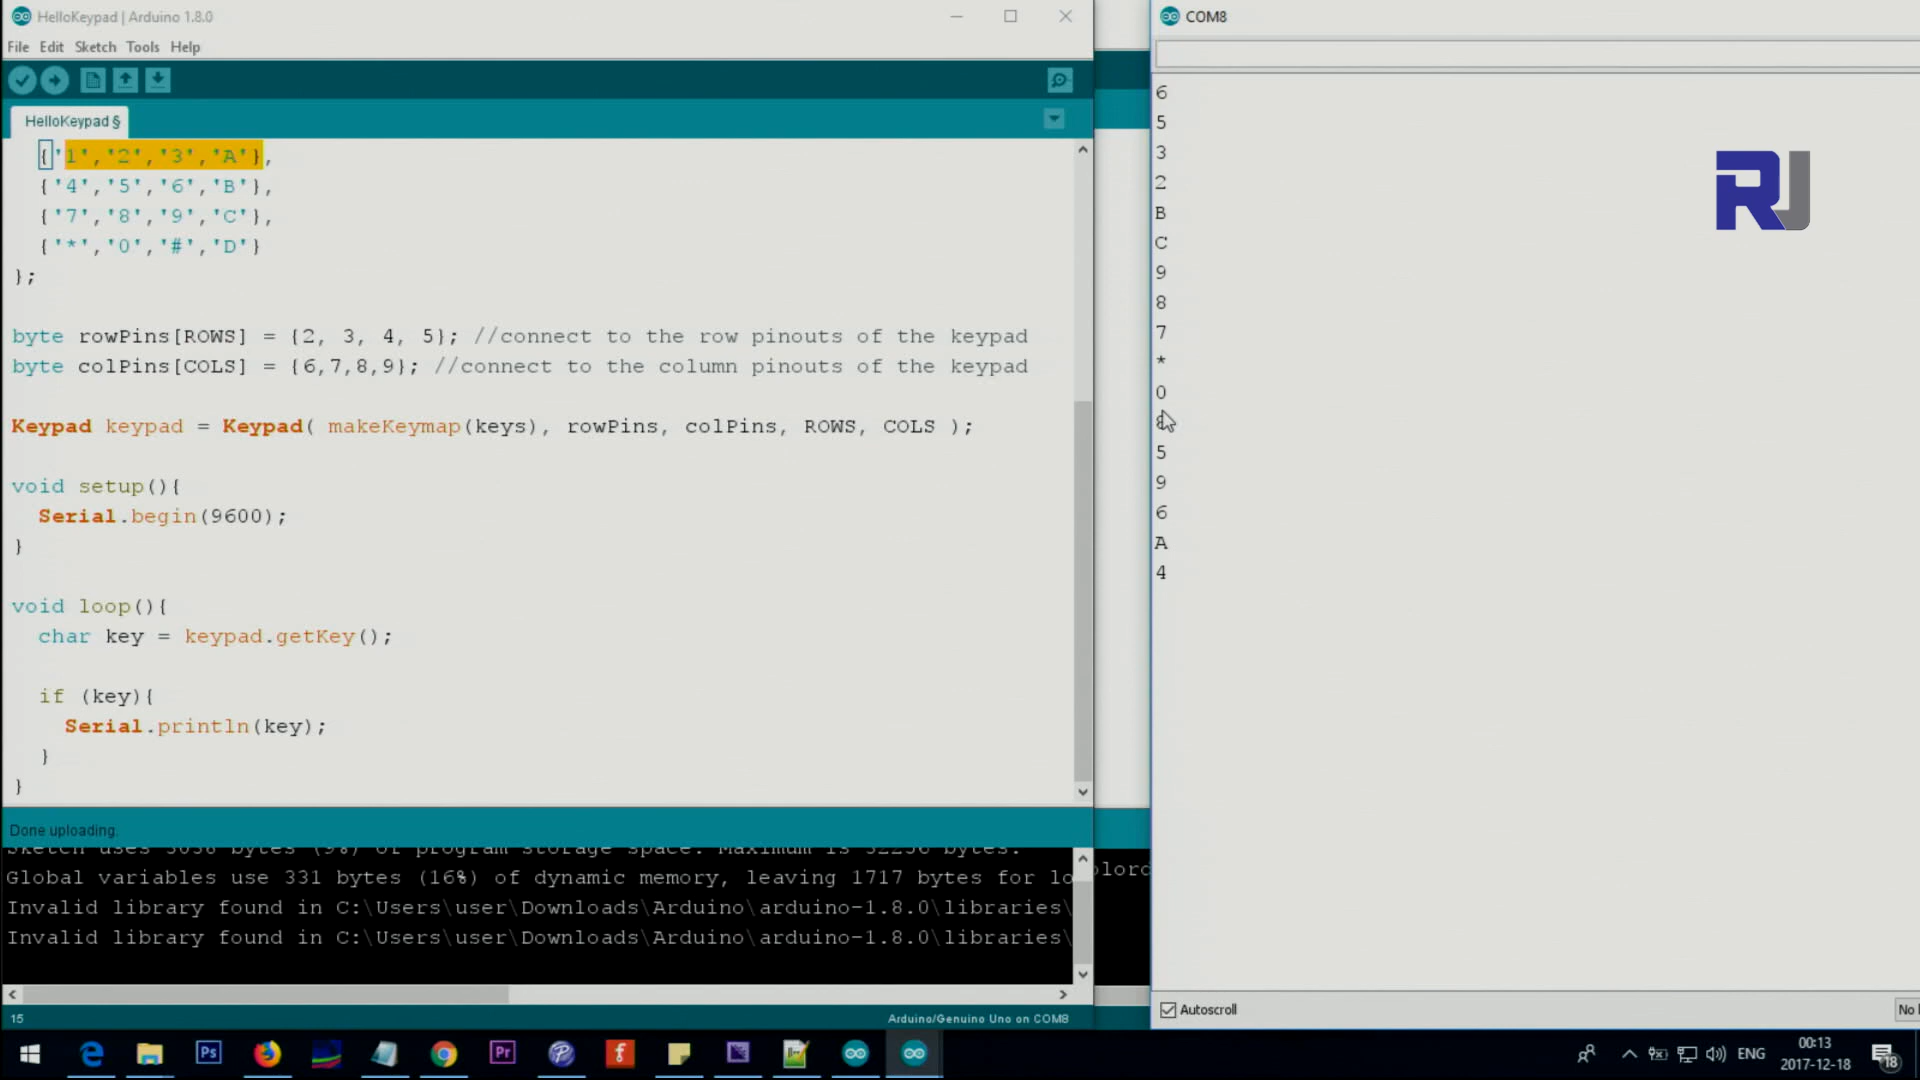 HelloKeypad | Arduino 1.8.0
File Edit Sketch Tools Help
HelloKeypad §
{'1','2','3','A'},
{'4','5','6','B'},
{'7','8','9','C'},
{'*','0','#','D'}
};
byte rowPins[ROWS] = {2, 3, 4, 5}; //connect to the row pinouts of the keypad
byte colPins[COLS] = {6,7,8,9}; //connect to the column pinouts of the keypad
Keypad keypad = Keypad( makeKeymap(keys), rowPins, colPins, ROWS, COLS );
void setup(){
Serial.begin(9600);
}
void loop(){
char key = keypad.getKey();
if (key){
Serial.println(key);
}
}
Done uploading.
Global variables use 331 bytes (16%) of dynamic memory, leaving 1717 bytes for lo
Invalid library found in C:\Users\user\Downloads\Arduino\arduino-1.8.0\libraries\
Invalid library found in C:\Users\user\Downloads\Arduino\arduino-1.8.0\libraries\
15
Arduino/Genuino Uno on COM8
COM8
6
5
3
2
B
C
9
8
7
*
0
8
5
9
6
A
4
RJ
Autoscroll
No
Ps
Pr
ENG
00:13
2017-12-18
18